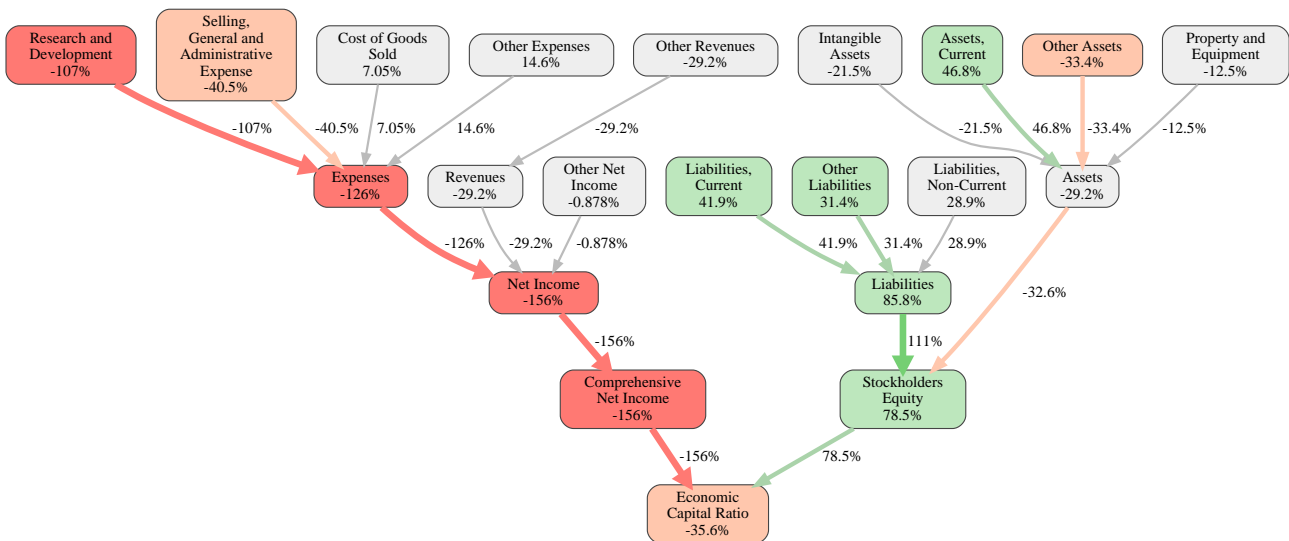 Research and
Development
-107%
Selling,
General and
Administrative
Expense
-40.5%
Cost of Goods
Sold
7.05%
Other Expenses
14.6%
Other Revenues
-29.2%
Intangible
Assets
-21.5%
Assets,
Current
46.8%
Other Assets
-33.4%
Property and
Equipment
-12.5%
-107%
-40.5%
7.05%
14.6%
-29.2%
-21.5%
46.8%
-33.4%
-12.5%
Expenses
-126%
Revenues
-29.2%
Other Net
Income
-0.878%
Liabilities,
Current
41.9%
Other
Liabilities
31.4%
Liabilities,
Non-Current
28.9%
Assets
-29.2%
-126%
-29.2%
-0.878%
41.9%
31.4%
28.9%
Net Income
-156%
Liabilities
85.8%
-32.6%
-156%
111%
Comprehensive
Net Income
-156%
Stockholders
Equity
78.5%
-156%
78.5%
Economic
Capital Ratio
-35.6%